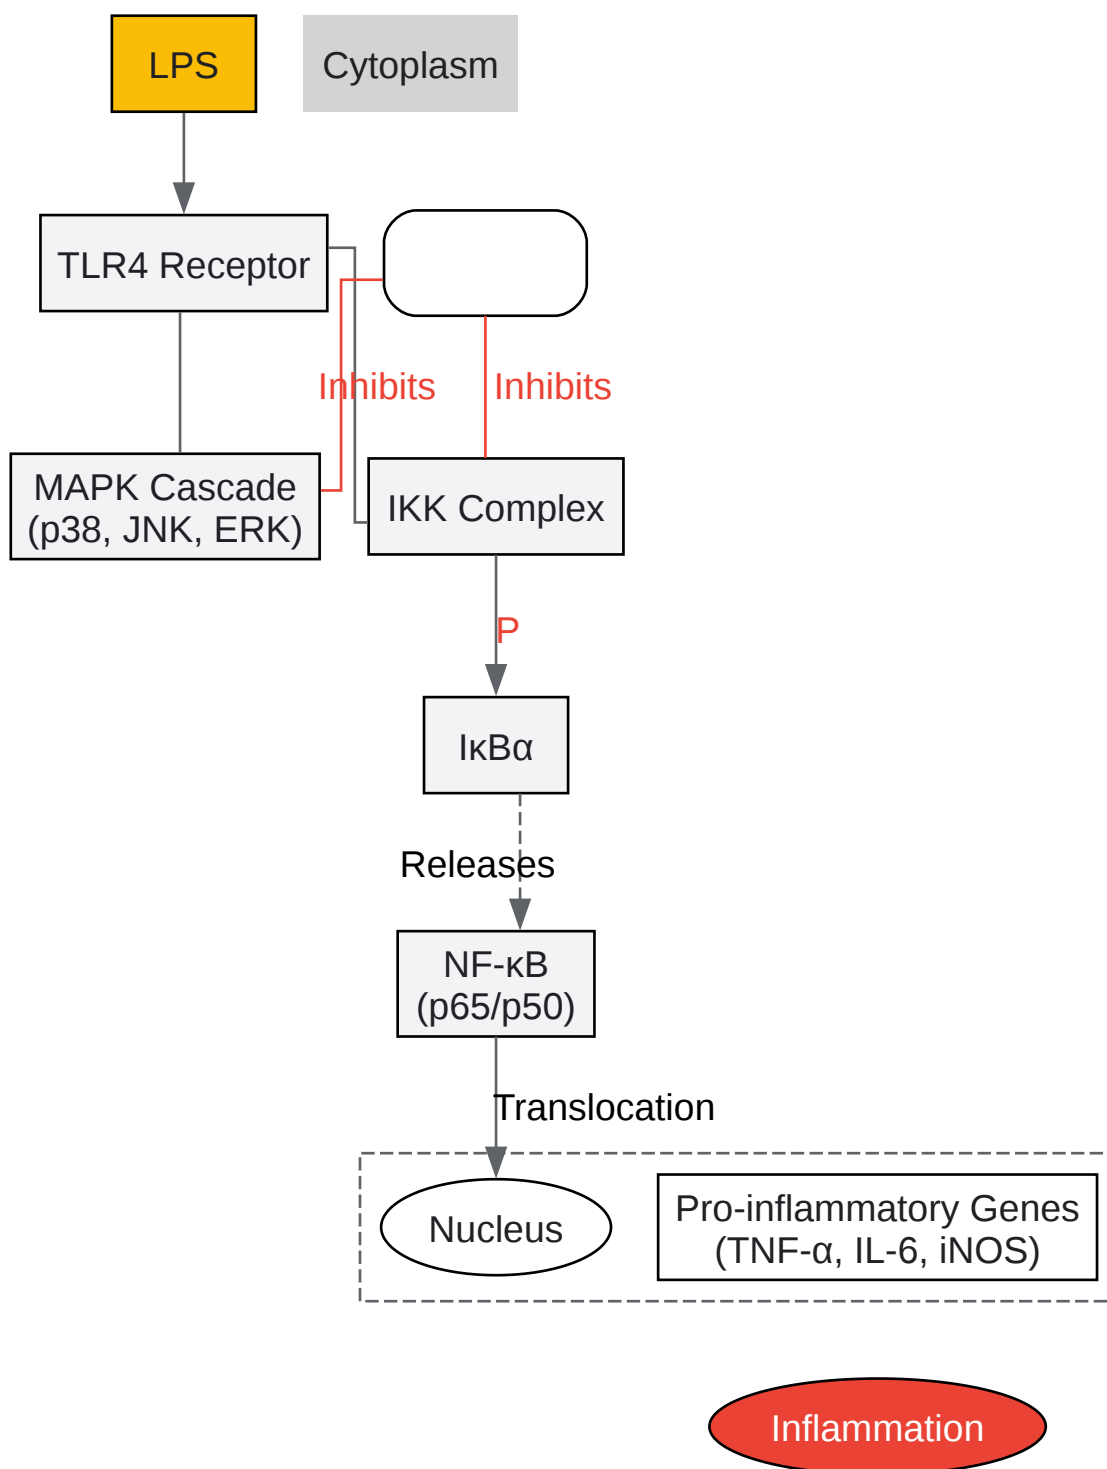 LPS
Cytoplasm
TLR4 Receptor
Inhibits
Inhibits
MAPK Cascade
(p38, JNK, ERK)
IKK Complex
P
IκBα
Releases
NF-κB
(p65/p50)
Translocation
Nucleus
Pro-inflammatory Genes
(TNF-α, IL-6, iNOS)
Inflammation